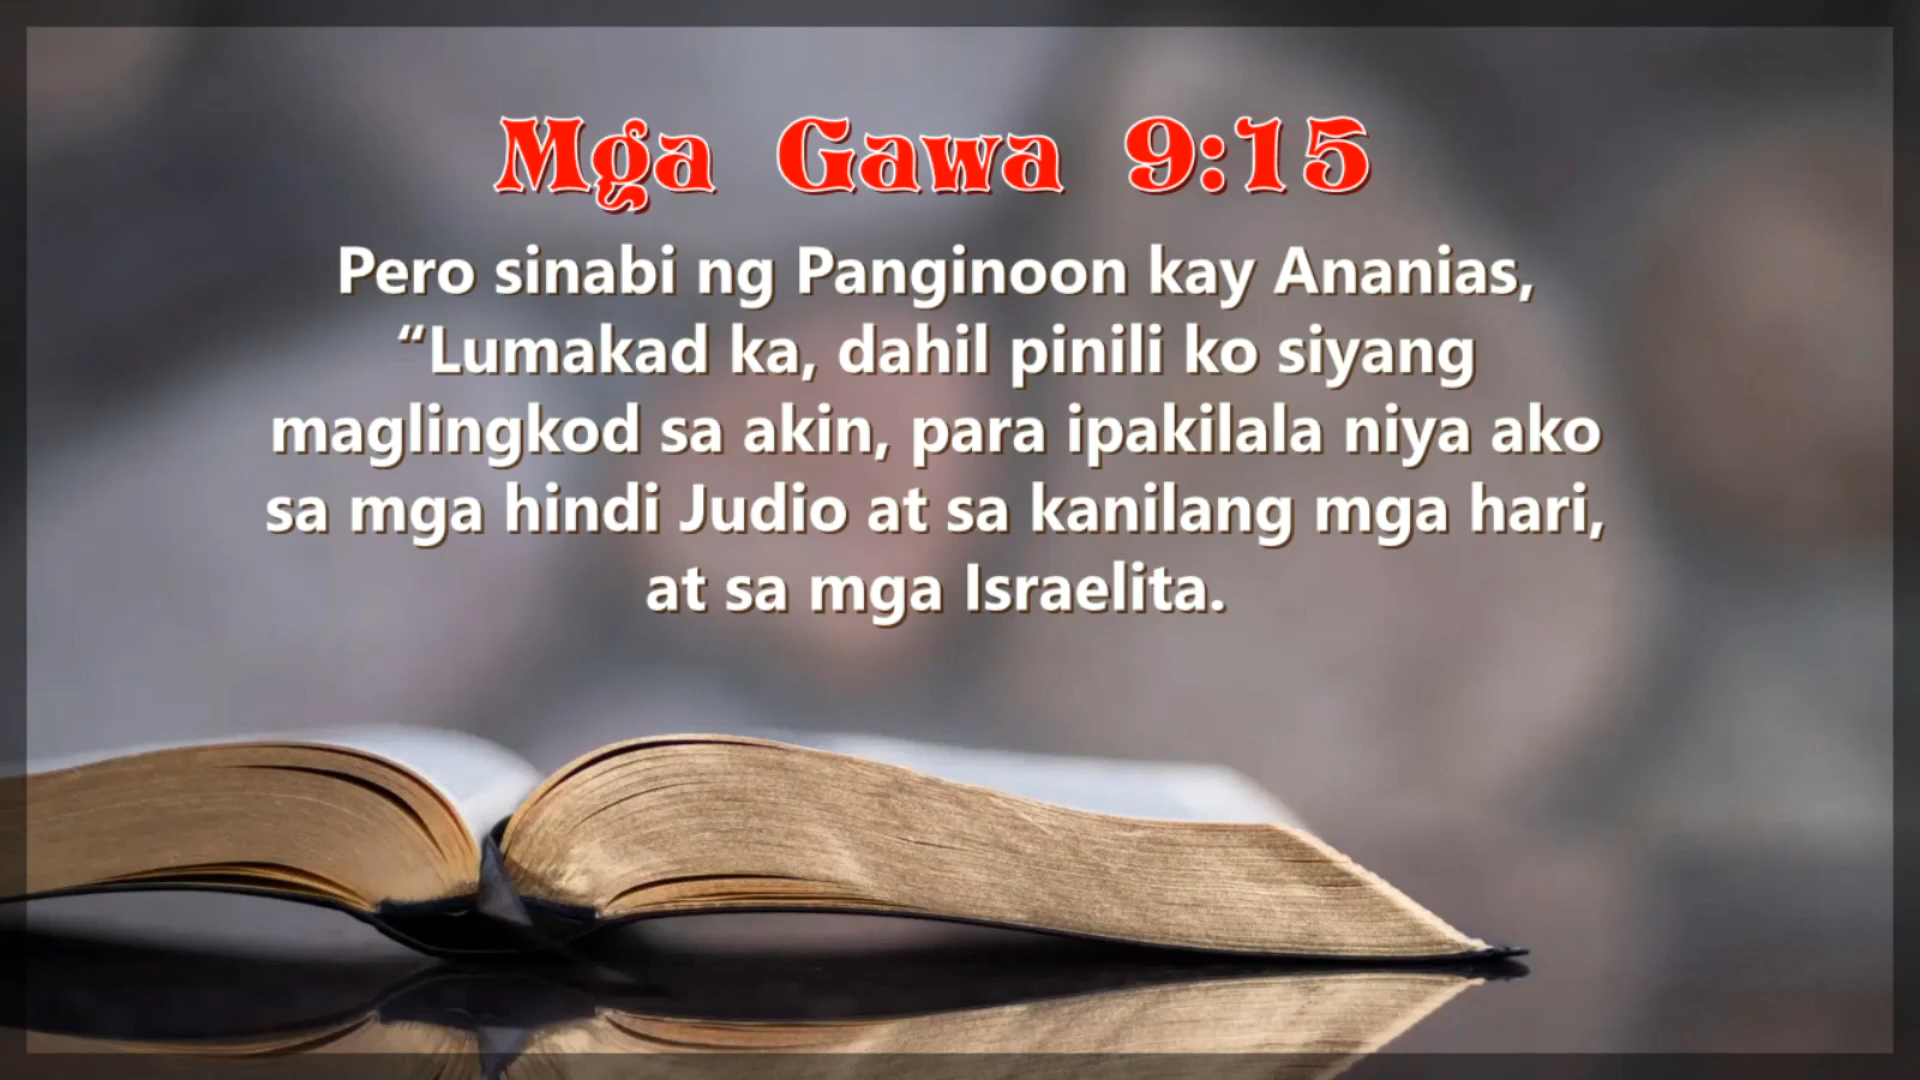 Mga Gawa 9:15
Pero sinabi ng Panginoon kay Ananias,
“Lumakad ka, dahil pinili ko siyang
maglingkod sa akin, para ipakilala niya ako
sa mga hindi Judio at sa kanilang mga hari,
at sa mga Israelita.